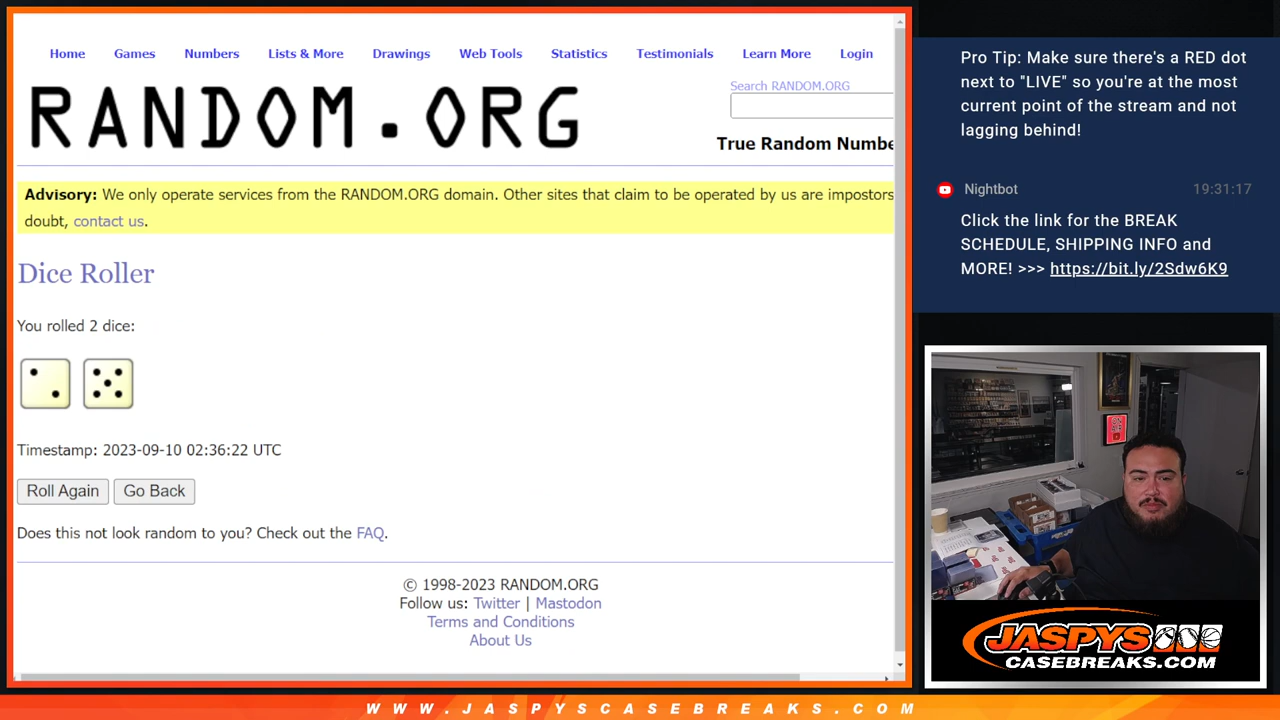 Home Games Numbers Lists & More Drawings Web Tools Statistics Testimonials Learn More Login
RANDOM.ORG
Search RANDOM.ORG
True Random Numbe
Advisory: We only operate services from the RANDOM.ORG domain. Other sites that claim to be operated by us are impostors
doubt, contact us.
Dice Roller
You rolled 2 dice:
Timestamp: 2023-09-10 02:36:22 UTC
Roll Again Go Back
Does this not look random to you? Check out the FAQ.
© 1998-2023 RANDOM.ORG
Follow us: Twitter | Mastodon
Terms and Conditions
About Us
Pro Tip: Make sure there's a RED dot
next to "LIVE" so you're at the most
current point of the stream and not
lagging behind!
Nightbot 19:31:17
Click the link for the BREAK
SCHEDULE, SHIPPING INFO and
MORE! >>> https://bit.ly/2Sdw6K9
JASPYS
CASEBREAKS.COM
WWW.JASPYSCASEBREAKS.COM